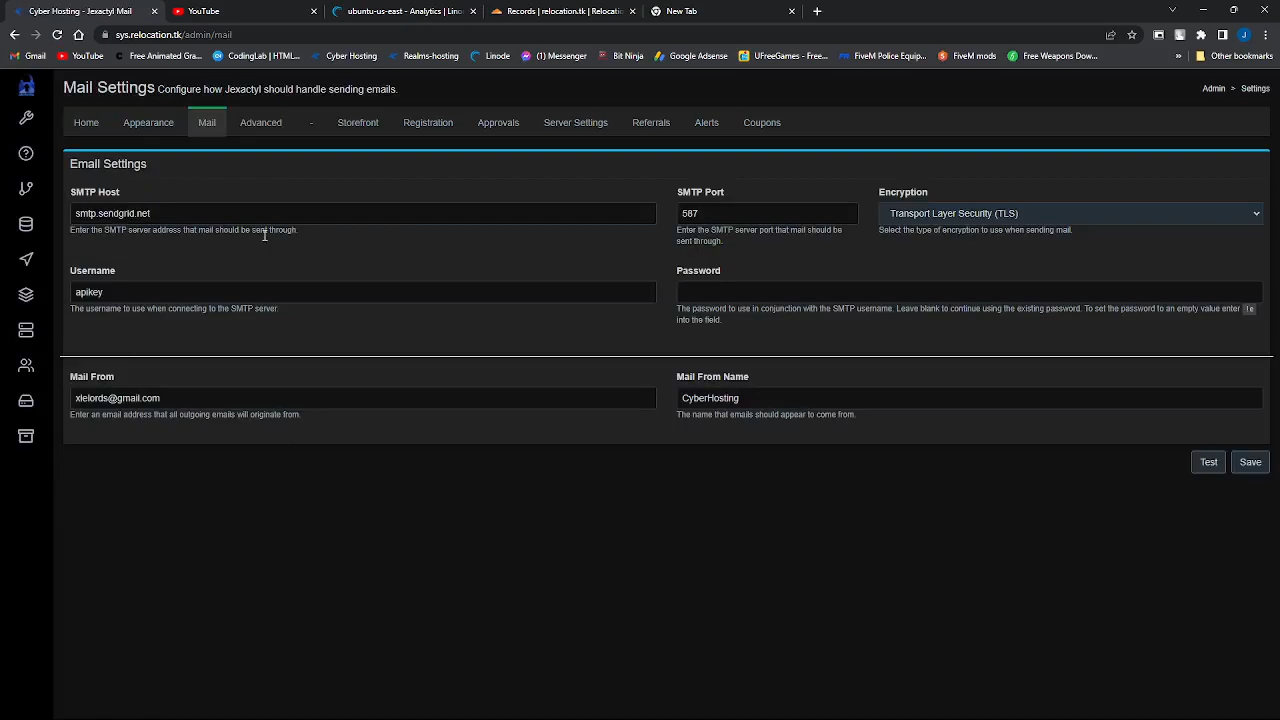 Cyber Hosting - Jexactyl Mail
YouTube
ubuntu-us-east - Analytics | Lino
Records | relocation.tk | Relocatio
New Tab
sys.relocation.tk/admin/mail
Gmail
YouTube
Free Animated Gra...
CodingLab | HTML...
Cyber Hosting
Realms-hosting
Linode
(1) Messenger
Bit Ninja
Google Adsense
UFreeGames - Free...
FiveM Police Equip...
FiveM mods
Free Weapons Dow...
Other bookmarks
Mail Settings Configure how Jexactyl should handle sending emails.
Admin > Settings
Home
Appearance
Mail
Advanced
-
Storefront
Registration
Approvals
Server Settings
Referrals
Alerts
Coupons
Email Settings
SMTP Host
smtp.sendgrid.net
Enter the SMTP server address that mail should be sent through.
SMTP Port
587
Enter the SMTP server port that mail should be
sent through.
Encryption
Transport Layer Security (TLS)
Select the type of encryption to use when sending mail.
Username
apikey
The username to use when connecting to the SMTP server.
Password
The password to use in conjunction with the SMTP username. Leave blank to continue using the existing password. To set the password to an empty value enter !e
into the field.
Mail From
xlelords@gmail.com
Enter an email address that all outgoing emails will originate from.
Mail From Name
CyberHosting
The name that emails should appear to come from.
Test
Save